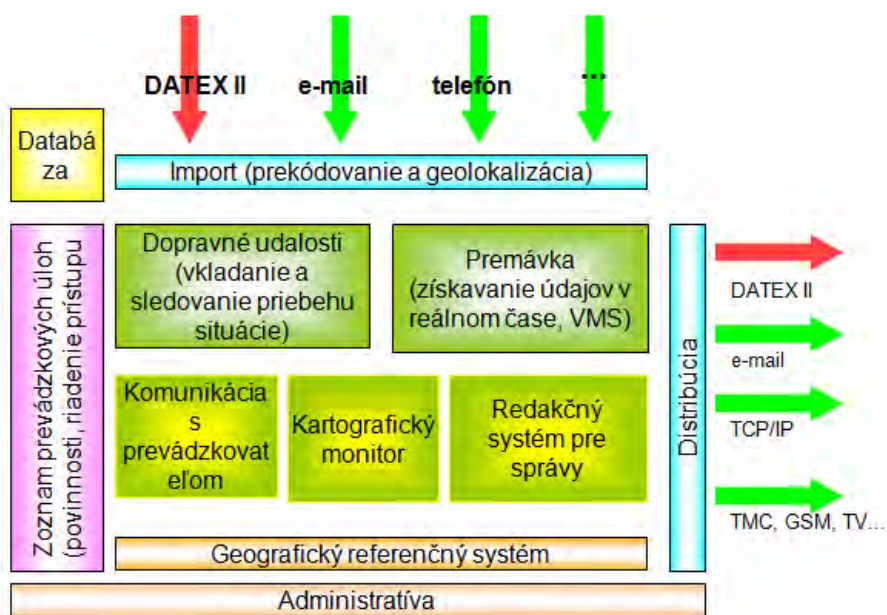 DATEX II
e-mail
telefón
...
Databá
za
Import (prekódovanie a geolokalizácia)
Zoznam prevádzkových úloh
(povinnosti, riadenie prístupu
Dopravné udalosti
(vkladanie a
sledovanie priebehu
situácie)
Premávka
(získavanie údajov v
reálnom čase, VMS)
Komunikácia
s
prevádzkovat
eľom
Kartografický
monitor
Redakčný
systém pre
správy
Distribúcia
DATEX II
e-mail
TCP/IP
TMC, GSM, TV...
Geografický referenčný systém
Administratíva